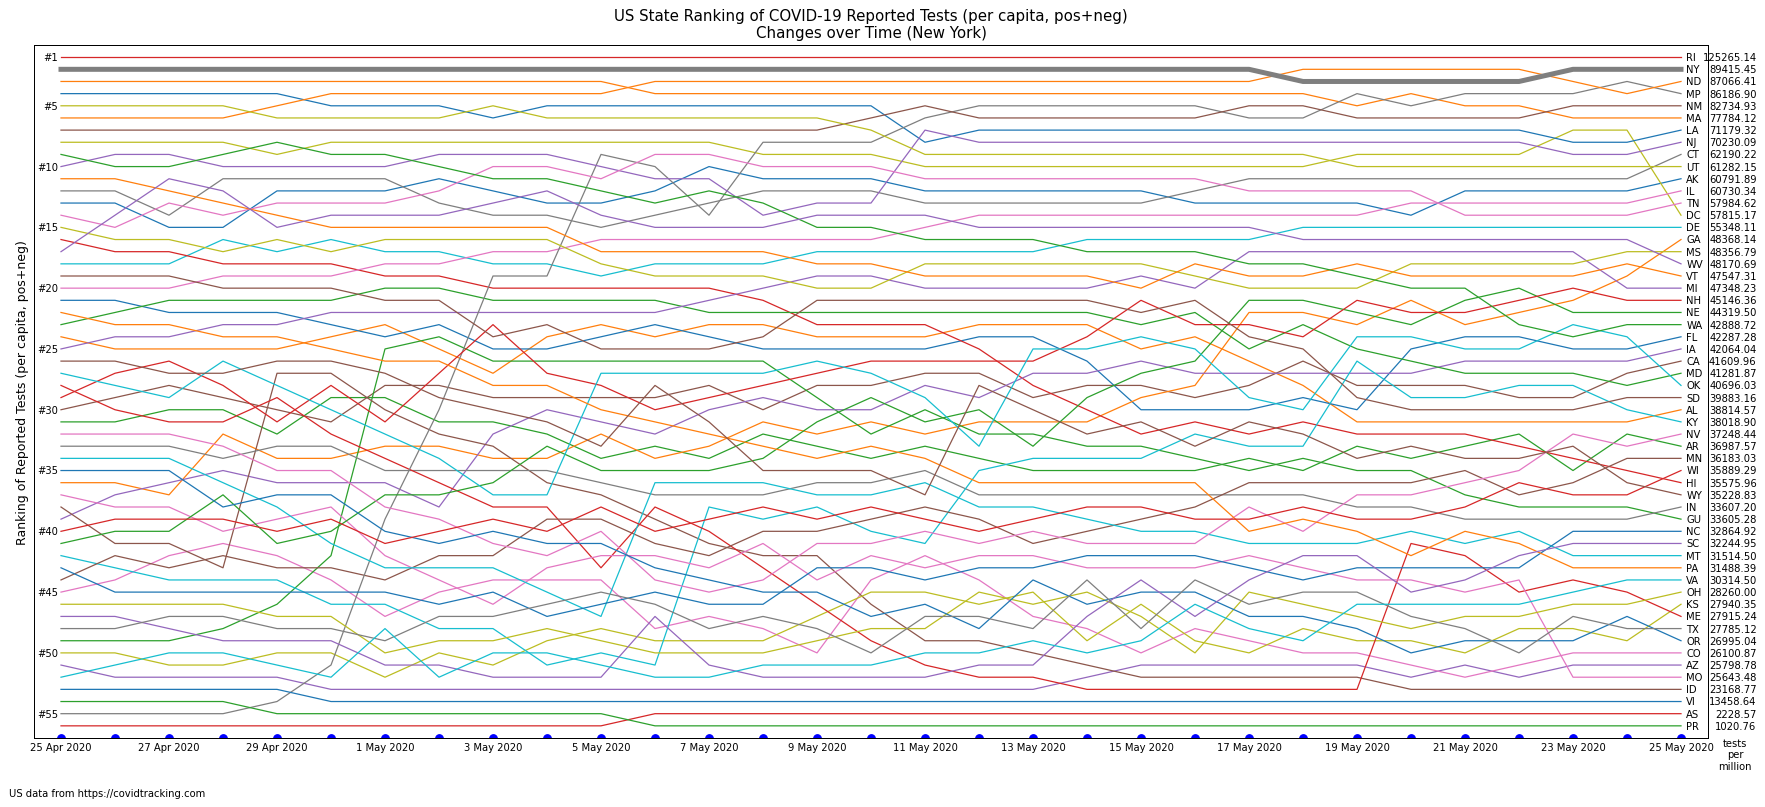 US State Ranking of COVID-19 Reported Tests (per capita, pos+neg)
Changes over Time (New York)
Ranking of Reported Tests (per capita, pos+neg)
#1
#5
#10
#15
#20
#25
#30
#35
#40
#45
#50
#55
RI 125265.14
NY 89415.45
ND 87066.41
MP 86186.90
NM 82734.93
MA 77784.12
LA 71179.32
NJ 70230.09
CT 62190.22
UT 61282.15
AK 60791.89
IL 60730.34
TN 57984.62
DC 57815.17
DE 55348.11
GA 48368.14
MS 48356.79
WV 48170.69
VT 47547.31
MI 47348.23
NH 45146.36
NE 44319.50
WA 42888.72
FL 42287.28
IA 42064.04
CA 41609.96
MD 41281.87
OK 40696.03
SD 39883.16
AL 38814.57
KY 38018.90
NV 37248.44
AR 36987.57
MN 36183.03
WI 35889.29
HI 35575.96
WY 35228.83
IN 33607.20
GU 33605.28
NC 32864.92
SC 32244.95
MT 31514.50
PA 31488.39
VA 30314.50
OH 28260.00
KS 27940.35
ME 27915.24
TX 27785.12
OR 26995.04
CO 26100.87
AZ 25798.78
MO 25643.48
ID 23168.77
VI 13458.64
AS 2228.57
PR 1020.76
25 Apr 2020 27 Apr 2020 29 Apr 2020 1 May 2020 3 May 2020 5 May 2020 7 May 2020 9 May 2020 11 May 2020 13 May 2020 15 May 2020 17 May 2020 19 May 2020 21 May 2020 23 May 2020 25 May 2020
tests
per
million
US data from https://covidtracking.com